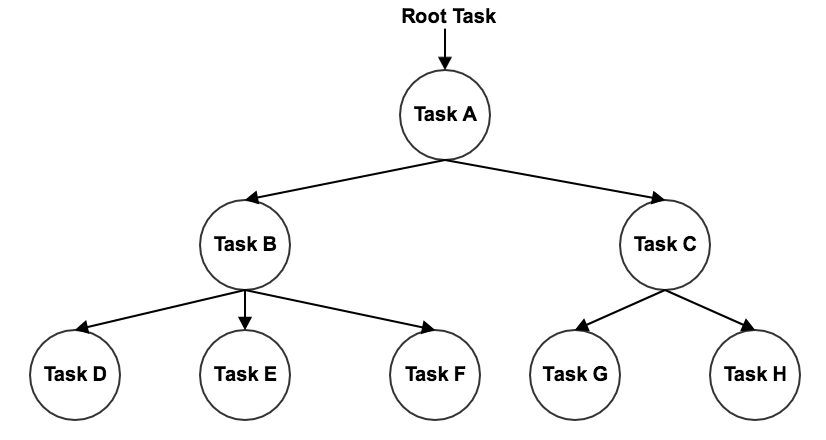 Root Task
Task A
Task B
Task C
Task D
Task E
Task F
Task G
Task H